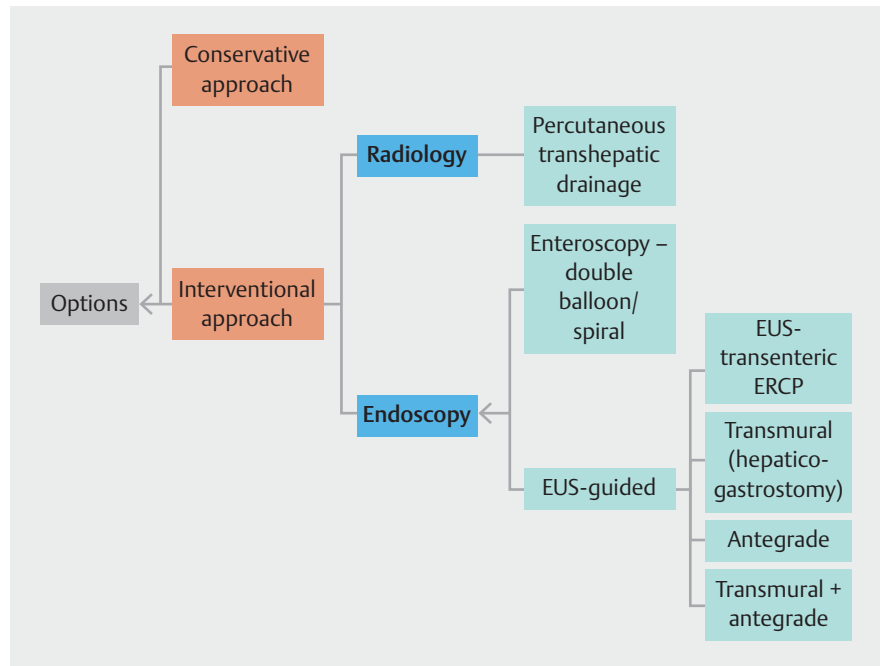 Conservative
approach
Radiology
Percutaneous
transhepatic
drainage
Options
Interventional
approach
Enteroscopy –
double
balloon/
spiral
Endoscopy
EUS-guided
EUS-
transenteric
ERCP
Transmural
(hepatico-
gastrostomy)
Antegrade
Transmural +
antegrade